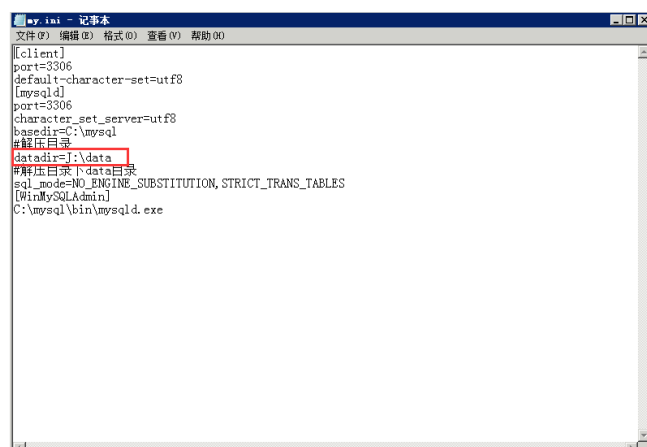 my.ini - 记事本
文件(F) 编辑(E) 格式(O) 查看(V) 帮助(H)
[client]
port=3306
default-character-set=utf8
[mysqld]
port=3306
character_set_server=utf8
basedir=C:\mysql
#解压目录
datadir=J:\data
#解压目录下data目录
sql_mode=NO_ENGINE_SUBSTITUTION,STRICT_TRANS_TABLES
[WinMySQLAdmin]
C:\mysql\bin\mysqld.exe